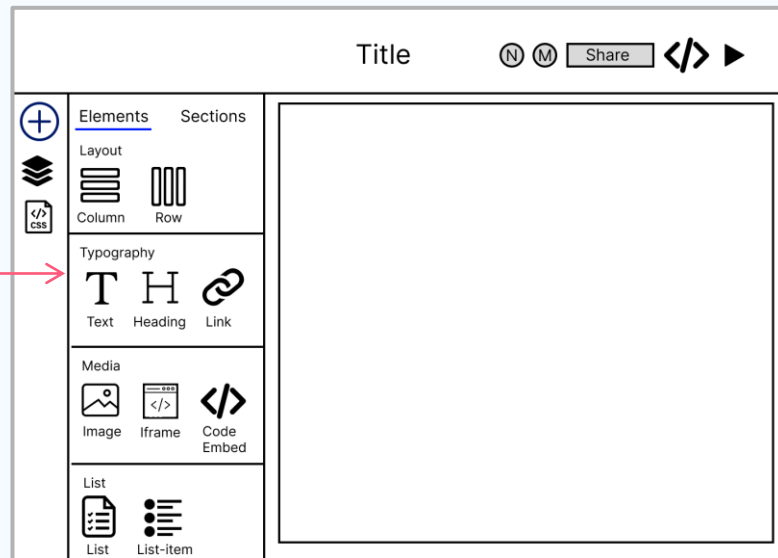 Title
N
M
Share
</>
Elements Sections
Layout
Column Row
Typography
T H
Text Heading Link
</>
css
Media
</> </>
Image Iframe Code
Embed
List
List List-item